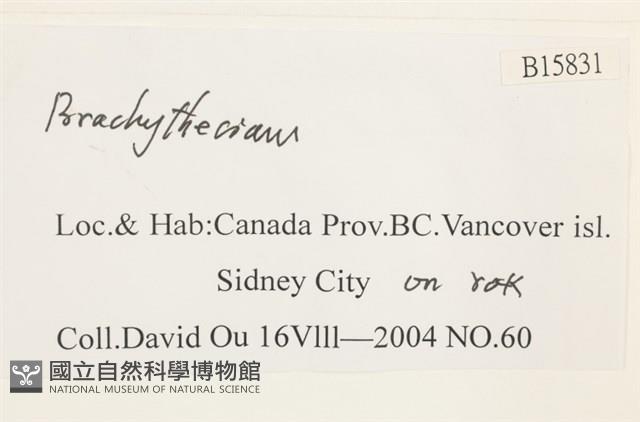 B15831
Brachythecium
Loc.& Hab:Canada Prov.BC.Vancover isl.
Sidney City on rok
Coll.David Ou 16Vlll—2004 NO.60
國立自然科學博物館
NATIONAL MUSEUM OF NATURAL SCIENCE